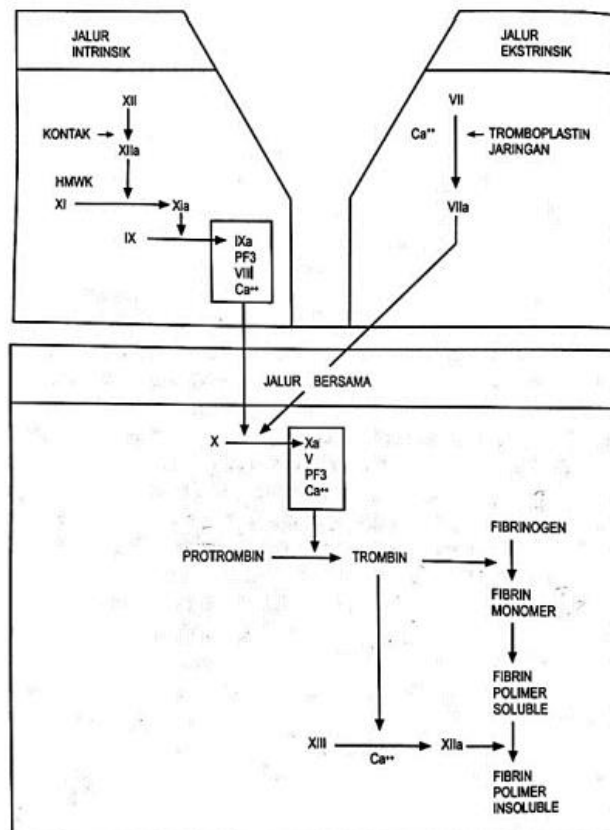 JALUR
INTRINSIK
XII
KONTAK
XIIa
HMWK
XI
XIa
IX
IXa
PF3
VIII
Ca++
JALUR
EKSTRINSIK
VII
Ca++
TROMBOPLASTIN
JARINGAN
VIIa
JALUR BERSAMA
X
Xa
V
PF3
Ca++
PROTROMBIN
TROMBIN
FIBRINOGEN
FIBRIN
MONOMER
FIBRIN
POLIMER
SOLUBLE
XIII
Ca++
XIIa
FIBRIN
POLIMER
INSOLUBLE